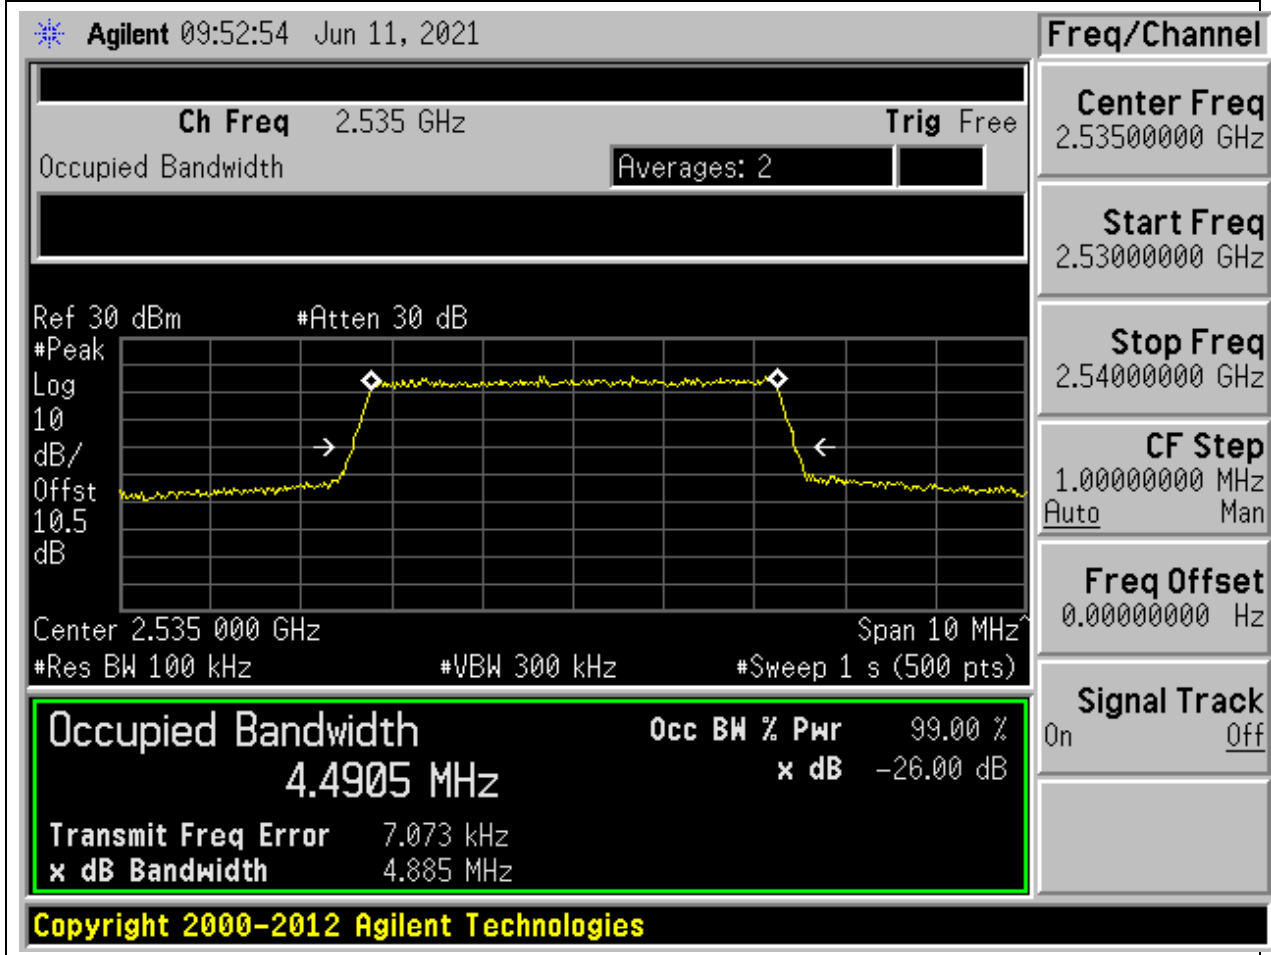 Agilent 09:52:54 Jun 11, 2021
Freq/Channel
Ch Freq 2.535 GHz Trig Free
Occupied Bandwidth Averages: 2
Center Freq
2.53500000 GHz
Start Freq
2.53000000 GHz
Stop Freq
2.54000000 GHz
CF Step
1.00000000 MHz
Auto Man
Freq Offset
0.00000000 Hz
Signal Track
On Off
Ref 30 dBm #Atten 30 dB
#Peak
Log
10
dB/
Offst
10.5
dB
Center 2.535 000 GHz Span 10 MHz^
#Res BW 100 kHz #VBW 300 kHz #Sweep 1 s (500 pts)
Occupied Bandwidth Occ BW % Pwr 99.00 %
4.4905 MHz x dB -26.00 dB
Transmit Freq Error 7.073 kHz
x dB Bandwidth 4.885 MHz
Copyright 2000-2012 Agilent Technologies